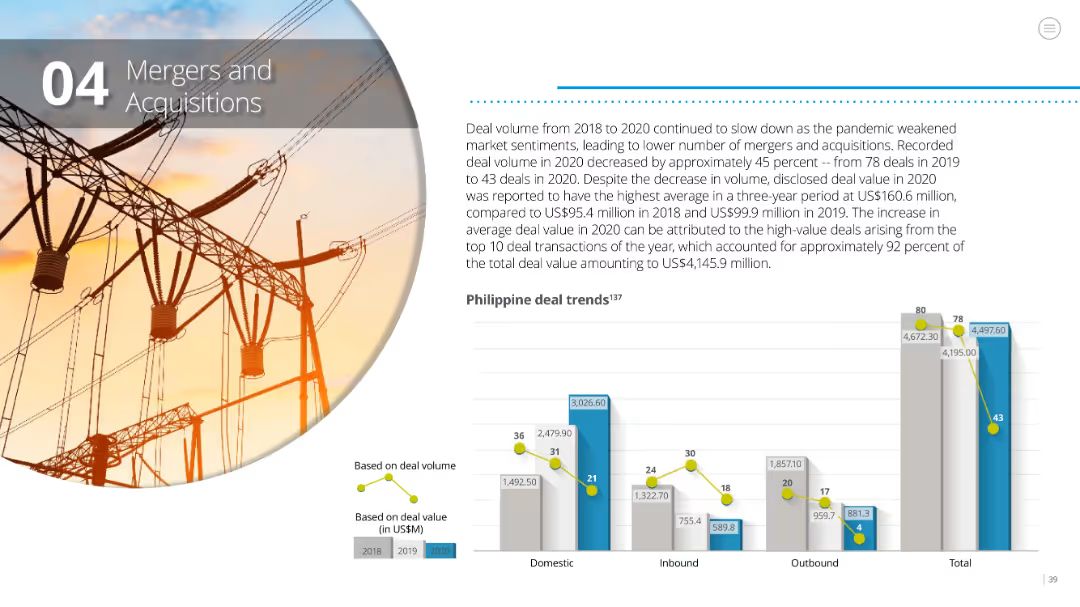 04 Mergers and
Acquisitions
Deal volume from 2018 to 2020 continued to slow down as the pandemic weakened
market sentiments, leading to lower number of mergers and acquisitions. Recorded
deal volume in 2020 decreased by approximately 45 percent -- from 78 deals in 2019
to 43 deals in 2020. Despite the decrease in volume, disclosed deal value in 2020
was reported to have the highest average in a three-year period at US$160.6 million,
compared to US$95.4 million in 2018 and US$99.9 million in 2019. The increase in
average deal value in 2020 can be attributed to the high-value deals arising from the
top 10 deal transactions of the year, which accounted for approximately 92 percent of
the total deal value amounting to US$4,145.9 million.
Philippine deal trends¹³⁷
Based on deal volume
Based on deal value
(in US$M)
2018 2019 2020
36
31
21
1,492.50
2,479.90
3,026.60
Domestic
24
30
18
1,322.70
755.4
589.8
Inbound
20
17
4
1,857.10
959.7
881.3
Outbound
80
78
43
4,672.30
4,195.00
4,497.60
Total
39